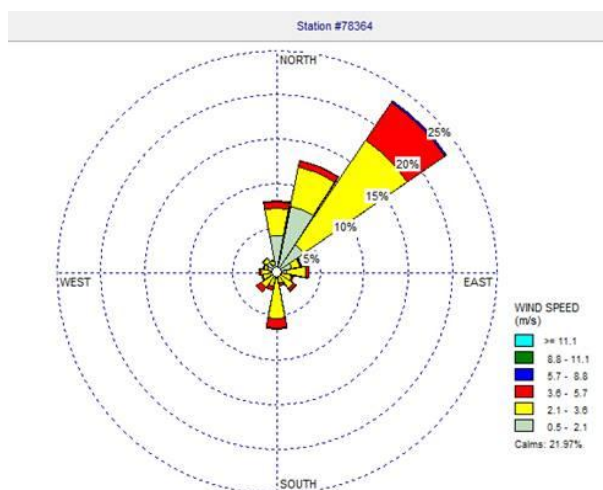 Station #78364
NORTH
25%
20%
15%
10%
5%
WEST
EAST
SOUTH
WIND SPEED
(m/s)
>= 11.1
8.8 - 11.1
5.7 - 8.8
3.6 - 5.7
2.1 - 3.6
0.5 - 2.1
Calms: 21.97%